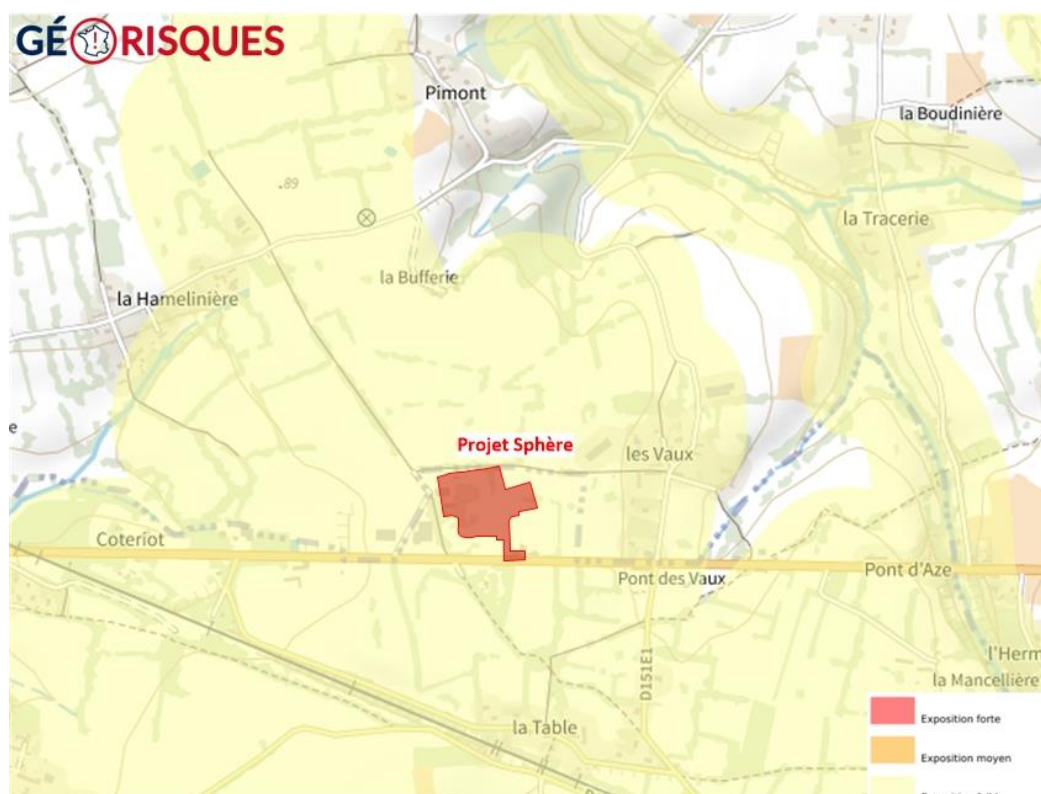 GÉORISQUES
Pimont
la Boudinière
.89
la Tracerie
la Bufferie
la Hamelinière
Projet Sphère
les Vaux
e
Coteriot
Pont des Vaux
Pont d'Aze
l'Herm
la Mancellière
D151E1
Exposition forte
la Table
Exposition moyen